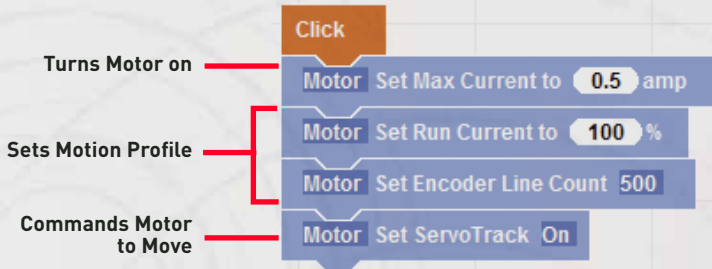 Click
Turns Motor on
Motor Set Max Current to 0.5 amp
Sets Motion Profile
Motor Set Run Current to 100 %
Motor Set Encoder Line Count 500
Commands Motor
to Move
Motor Set ServoTrack On